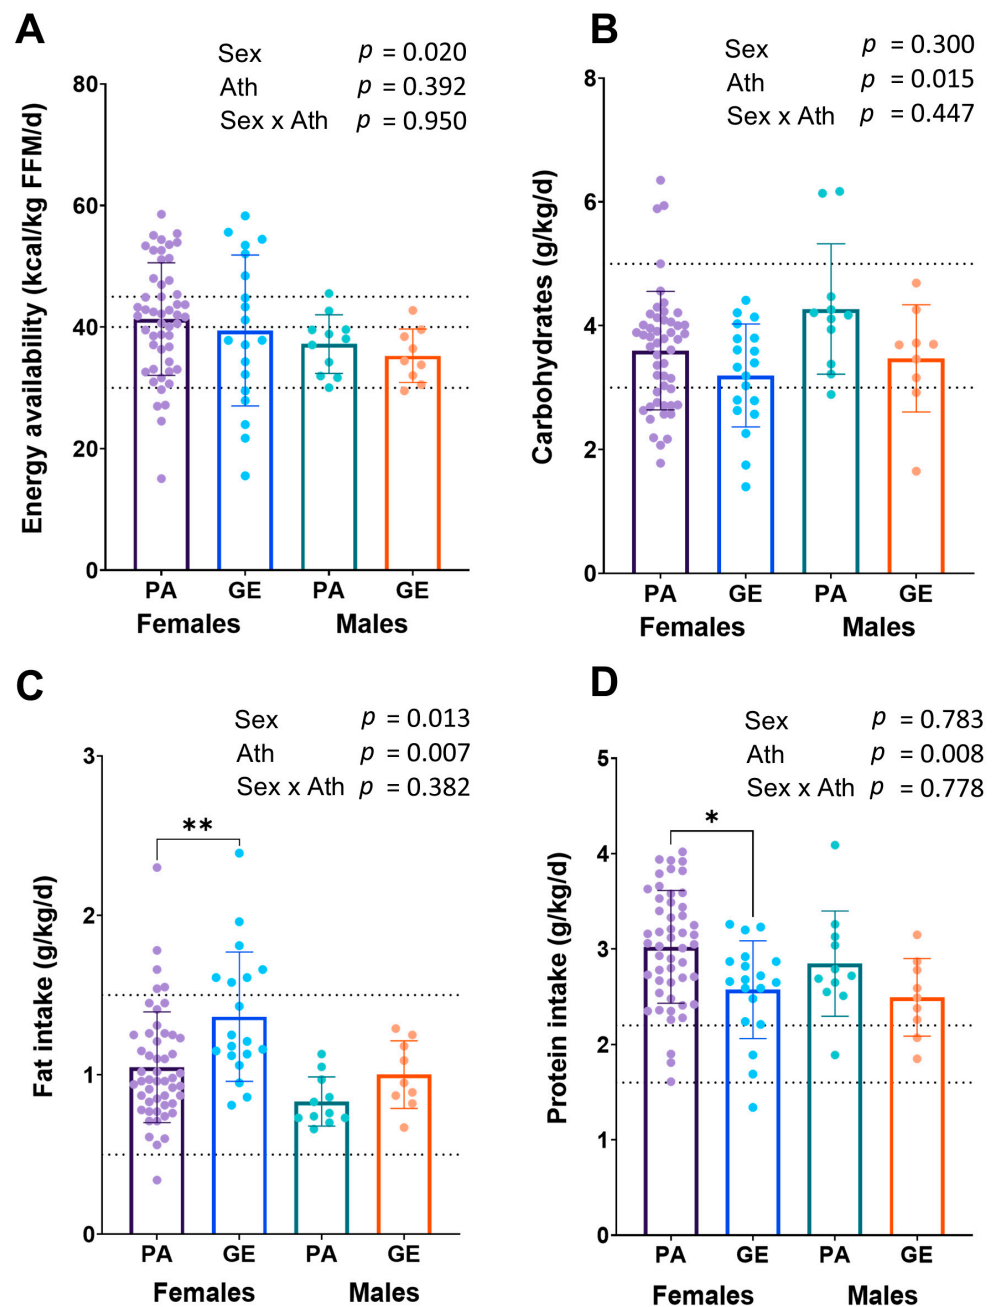 A
Sex p = 0.020
Ath p = 0.392
Sex x Ath p = 0.950
Energy availability (kcal/kg FFM/d)
80
60
40
20
0
PA GE PA GE
Females Males
B
Sex p = 0.300
Ath p = 0.015
Sex x Ath p = 0.447
Carbohydrates (g/kg/d)
8
6
4
2
0
PA GE PA GE
Females Males
C
Sex p = 0.013
Ath p = 0.007
Sex x Ath p = 0.382
Fat intake (g/kg/d)
3
2
1
0
**
PA GE PA GE
Females Males
D
Sex p = 0.783
Ath p = 0.008
Sex x Ath p = 0.778
Protein intake (g/kg/d)
5
4
3
2
1
0
*
PA GE PA GE
Females Males